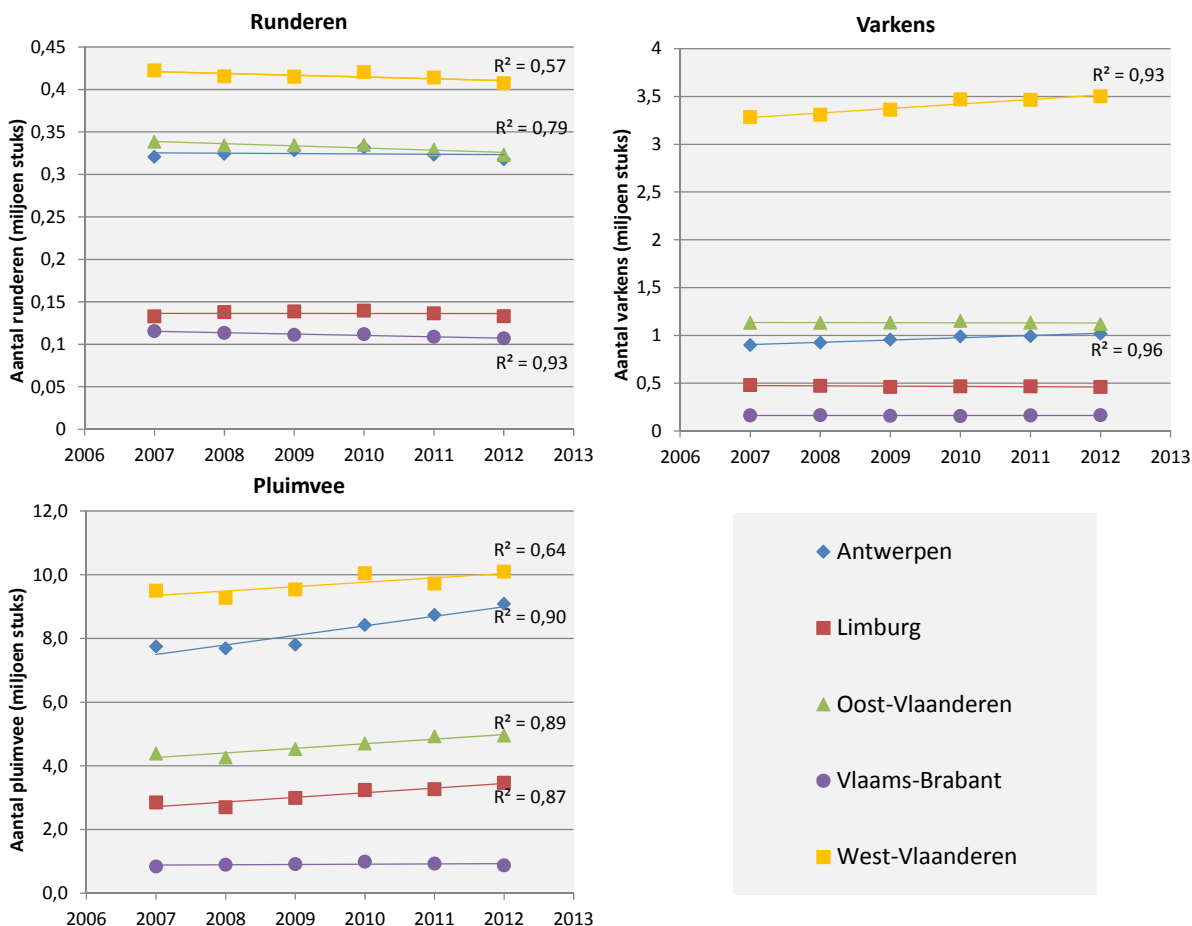 Runderen
Aantal runderen (miljoen stuks)
0,45
0,4
0,35
0,3
0,25
0,2
0,15
0,1
0,05
0
R² = 0,57
R² = 0,79
R² = 0,93
2006 2007 2008 2009 2010 2011 2012 2013
Varkens
Aantal varkens (miljoen stuks)
4
3,5
3
2,5
2
1,5
1
0,5
0
R² = 0,93
R² = 0,96
2006 2007 2008 2009 2010 2011 2012 2013
Pluimvee
Aantal pluimvee (miljoen stuks)
12,0
10,0
8,0
6,0
4,0
2,0
0,0
R² = 0,64
R² = 0,90
R² = 0,89
R² = 0,87
2006 2007 2008 2009 2010 2011 2012 2013
Antwerpen
Limburg
Oost-Vlaanderen
Vlaams-Brabant
West-Vlaanderen